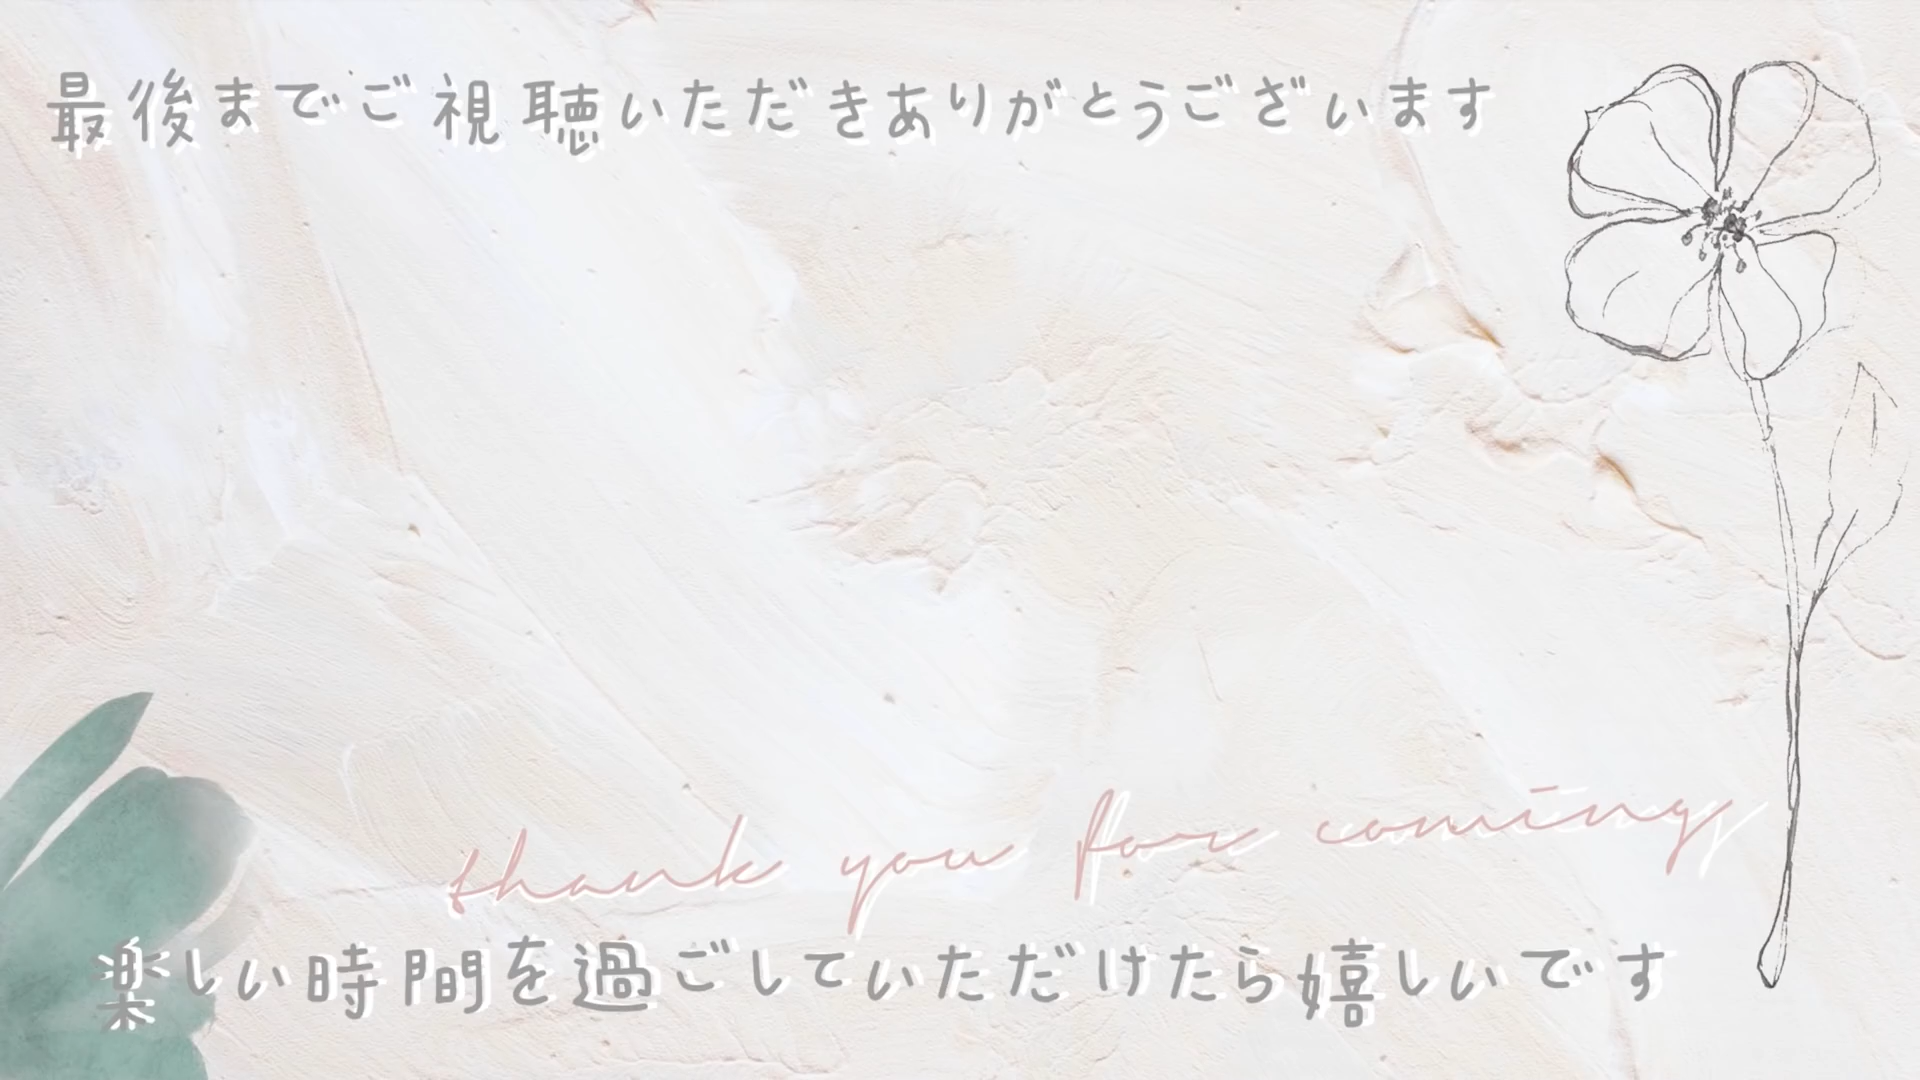 最後までご視聴いただきありがとうございます
thank you for coming
楽しい時間を過ごしていただけたら嬉しいです